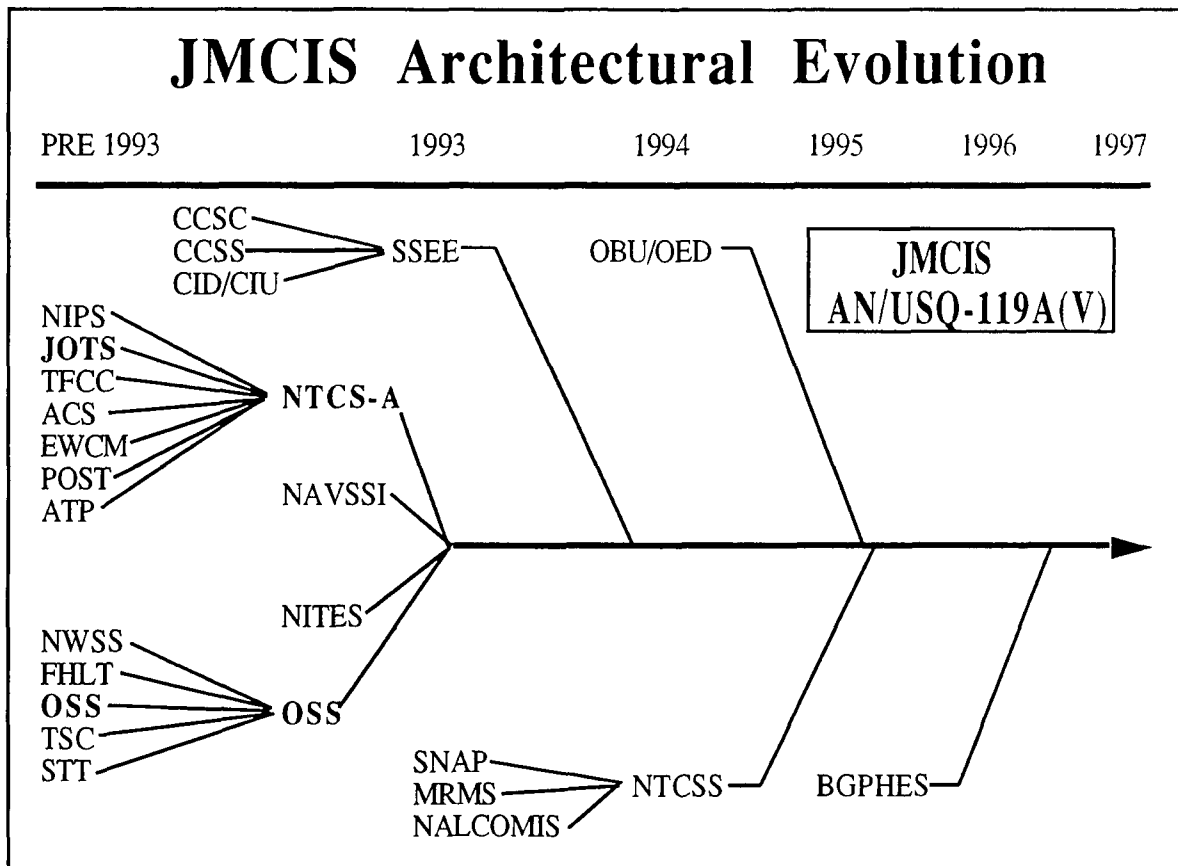 JMCIS Architectural Evolution
PRE 1993 1993 1994 1995 1996 1997
CCSC
CCSS
CID/CIU
SSEE
OBU/OED
JMCIS
AN/USQ-119A(V)
NIPS
JOTS
TFCC
ACS
EWCM
POST
ATP
NTCS-A
NAVSSI
NITES
NWSS
FHLT
OSS
TSC
STT
OSS
SNAP
MRMS
NALCOMIS
NTCSS
BGPHES